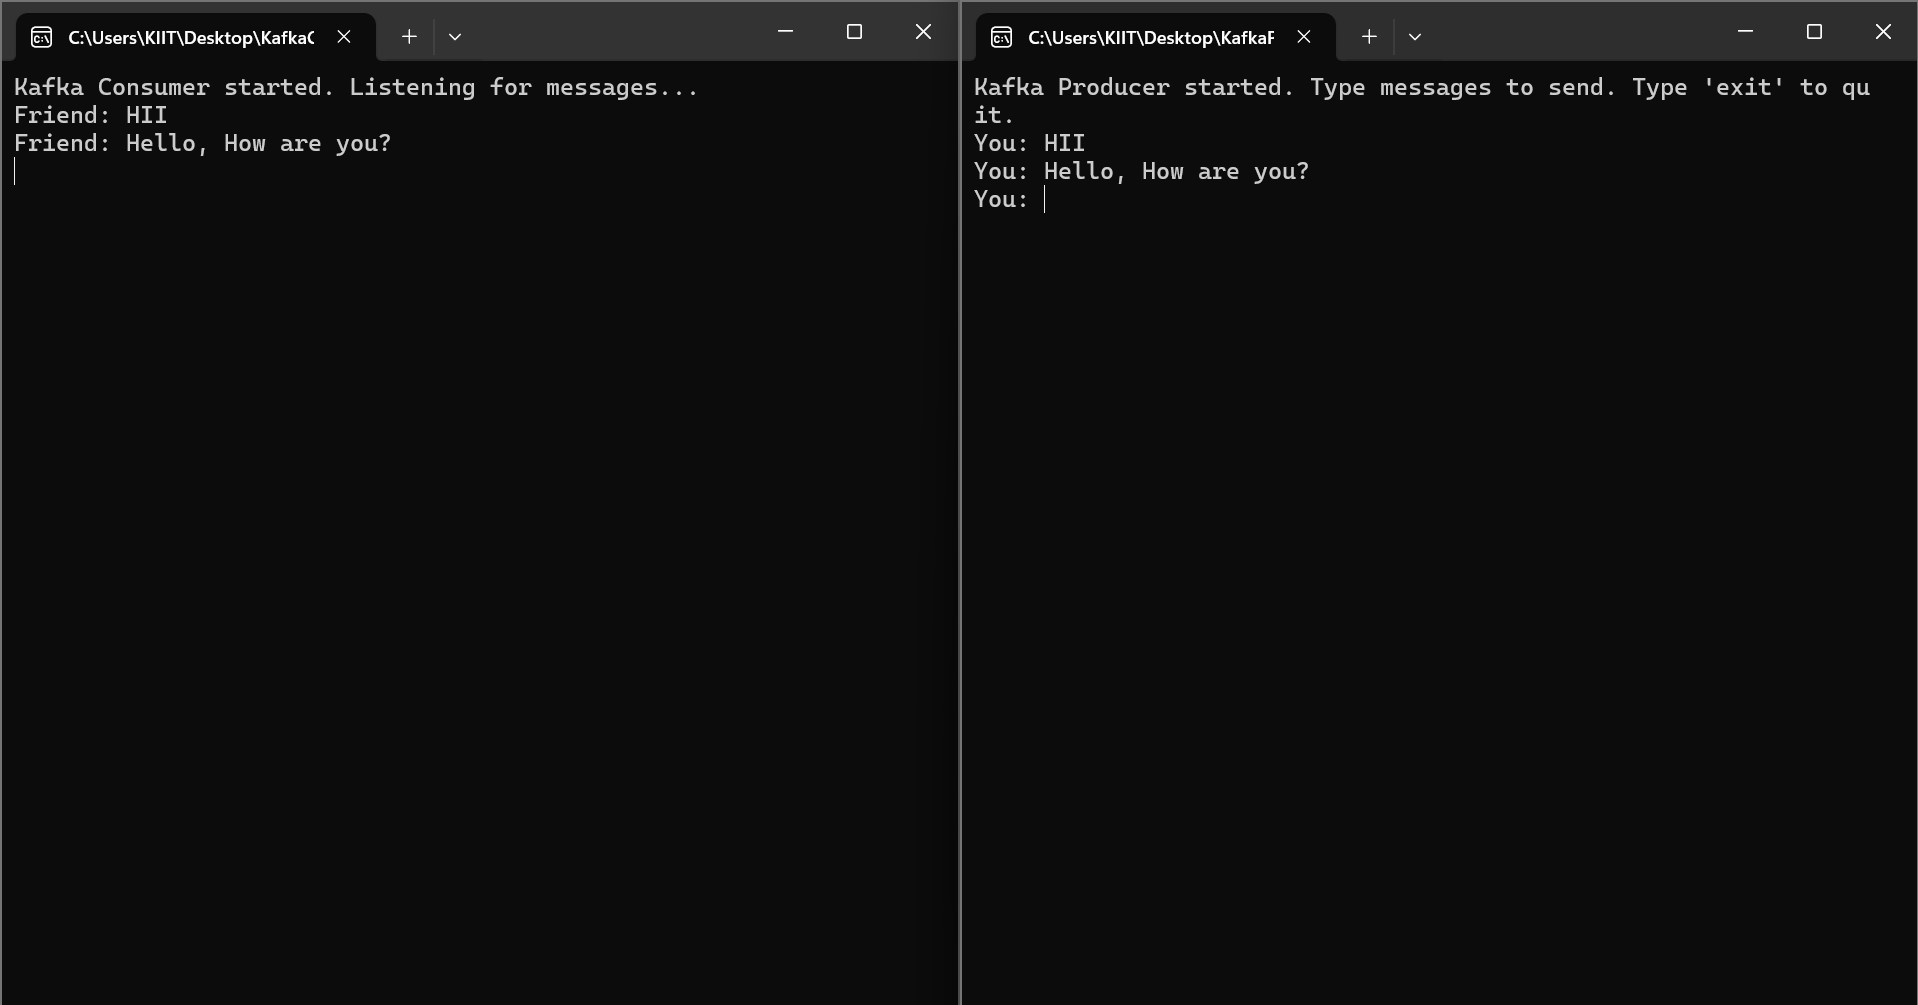 C:\Users\KIIT\Desktop\KafkaC
Kafka Consumer started. Listening for messages...
Friend: HII
Friend: Hello, How are you?
C:\Users\KIIT\Desktop\KafkaP
Kafka Producer started. Type messages to send. Type 'exit' to qu
it.
You: HII
You: Hello, How are you?
You: